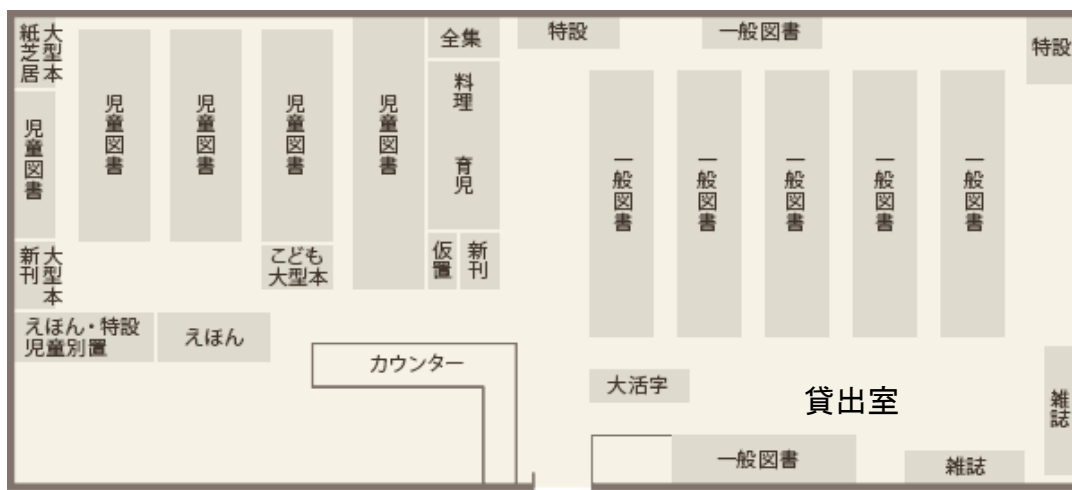 大型本
紙芝居
児童図書
大型本
新刊
児童図書
児童図書
児童図書
こども
大型本
児童図書
全集
料理
育児
仮置
新刊
えほん・特設
児童別置
えほん
カウンター
特設
一般図書
特設
一般図書
一般図書
一般図書
一般図書
一般図書
大活字
貸出室
雑誌
一般図書
雑誌